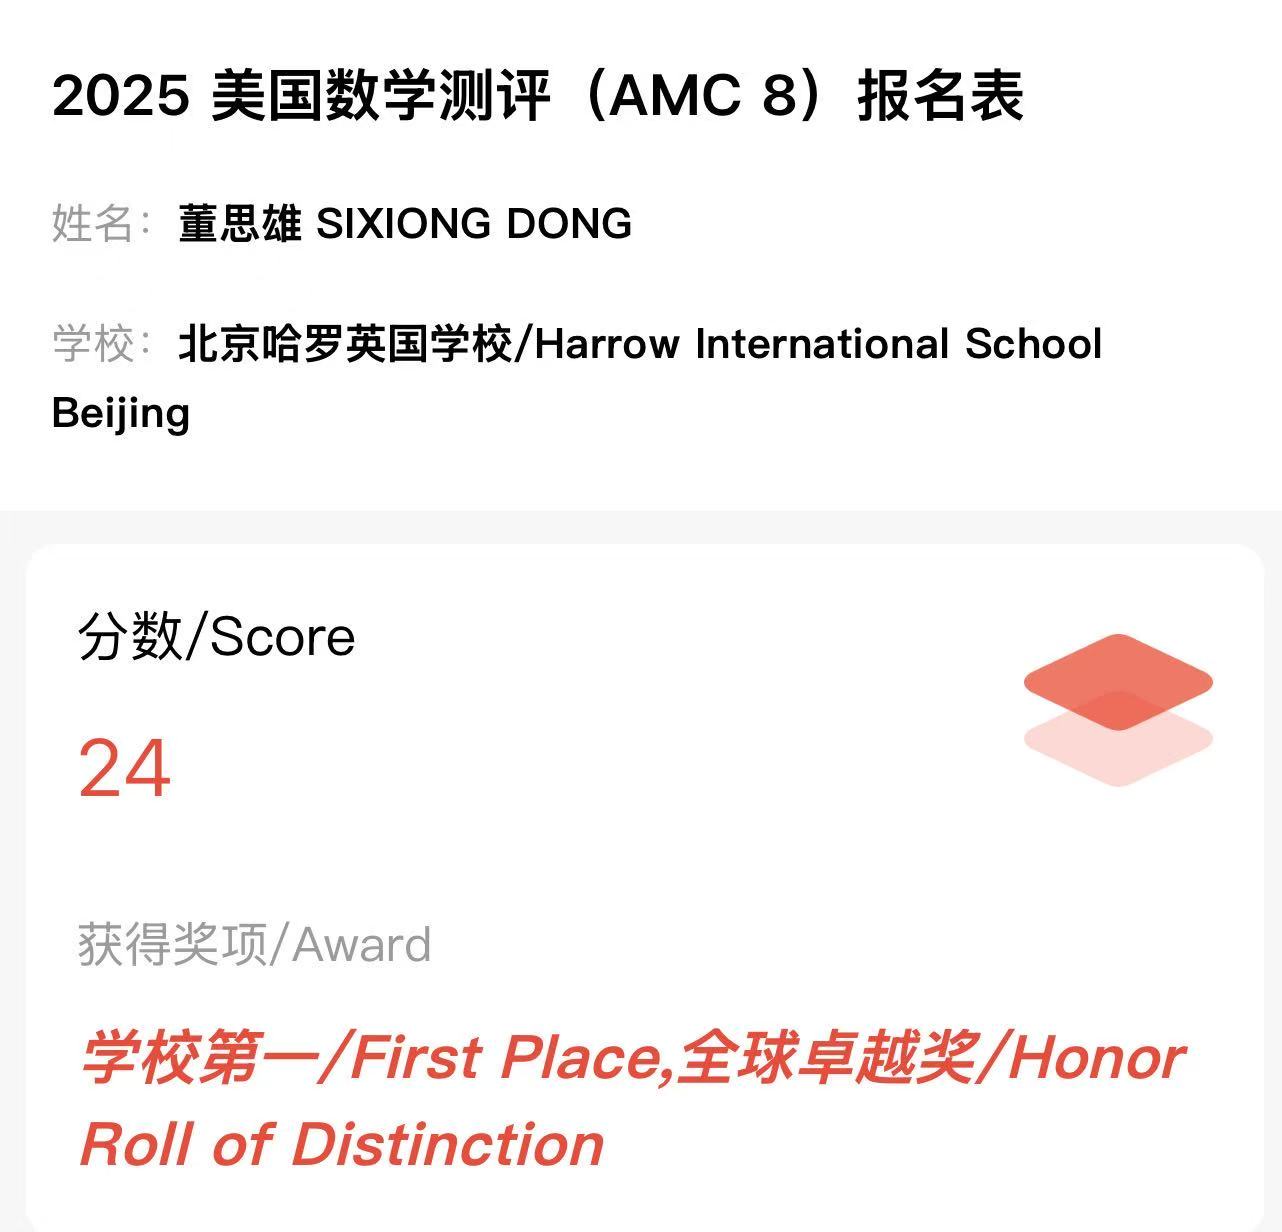 2025 美国数学测评（AMC 8）报名表
姓名：董思雄 SIXIONG DONG
学校：北京哈罗英国学校/Harrow International School
Beijing
分数/Score
24
获得奖项/Award
学校第一/First Place,全球卓越奖/Honor
Roll of Distinction